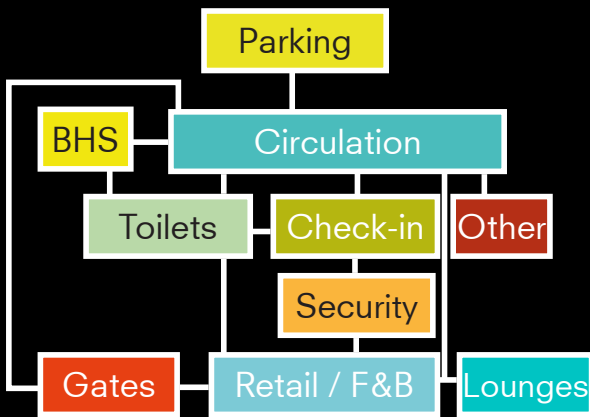 Parking
BHS
Circulation
Toilets
Check-in
Other
Security
Gates
Retail / F&B
Lounges